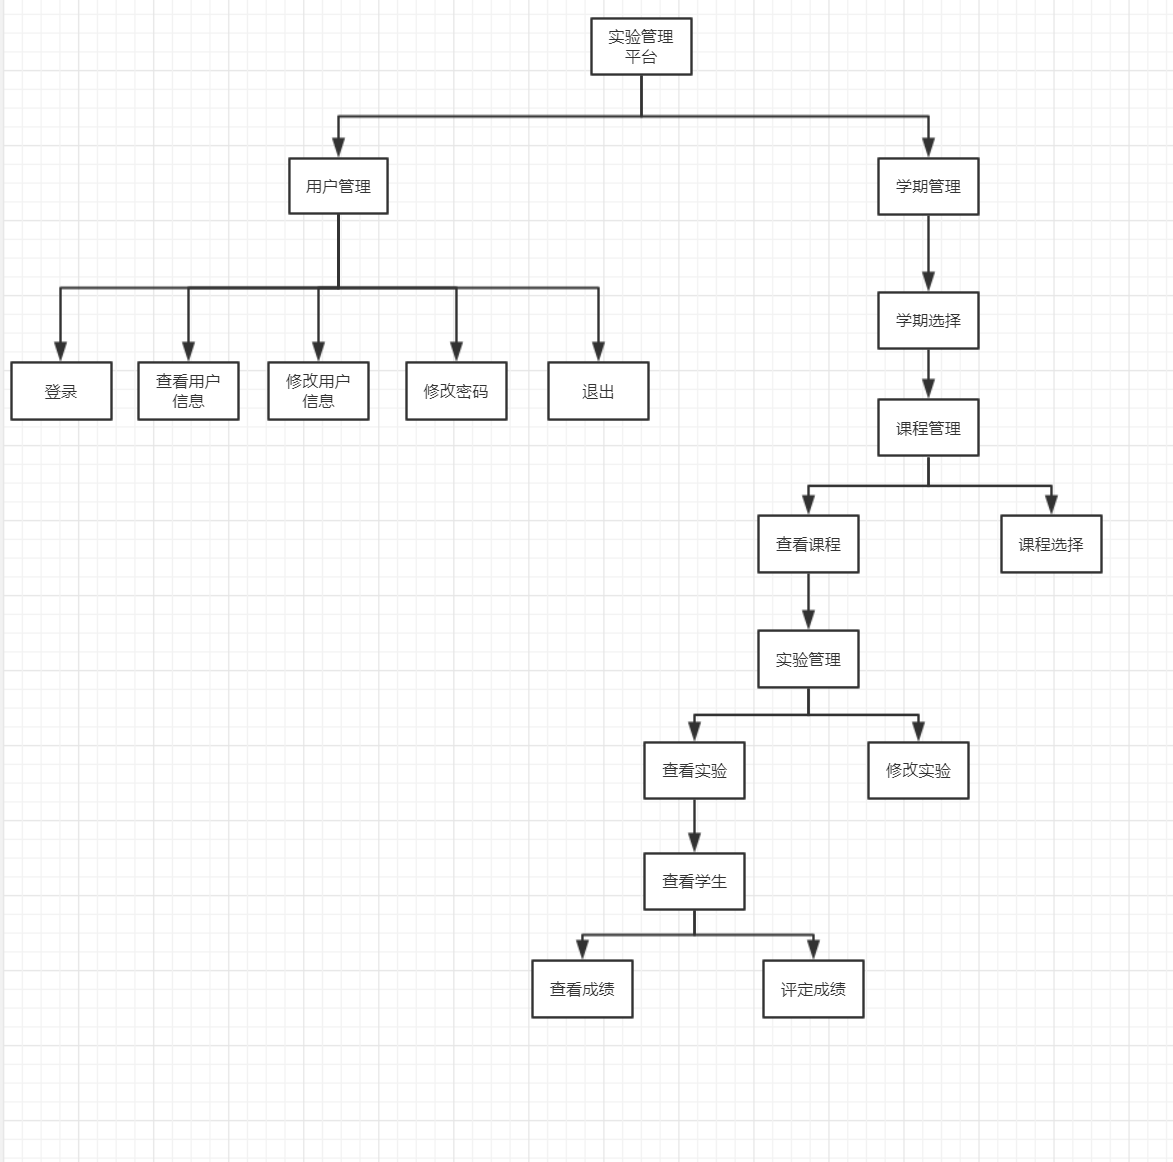 实验管理
平台
用户管理
学期管理
学期选择
登录
查看用户
信息
修改用户
信息
修改密码
退出
课程管理
查看课程
课程选择
实验管理
查看实验
修改实验
查看学生
查看成绩
评定成绩